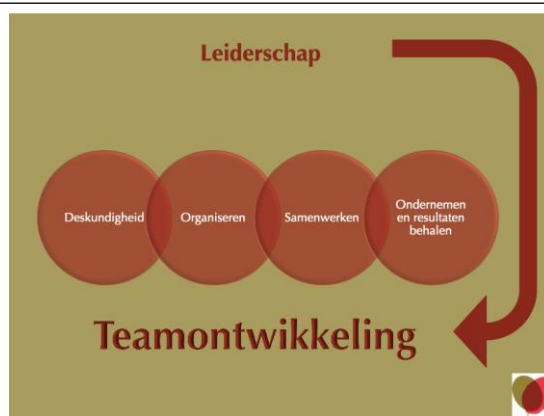 Leiderschap
Deskundigheid
Organiseren
Samenwerken
Ondernemen
en resultaten
behalen
Teamontwikkeling